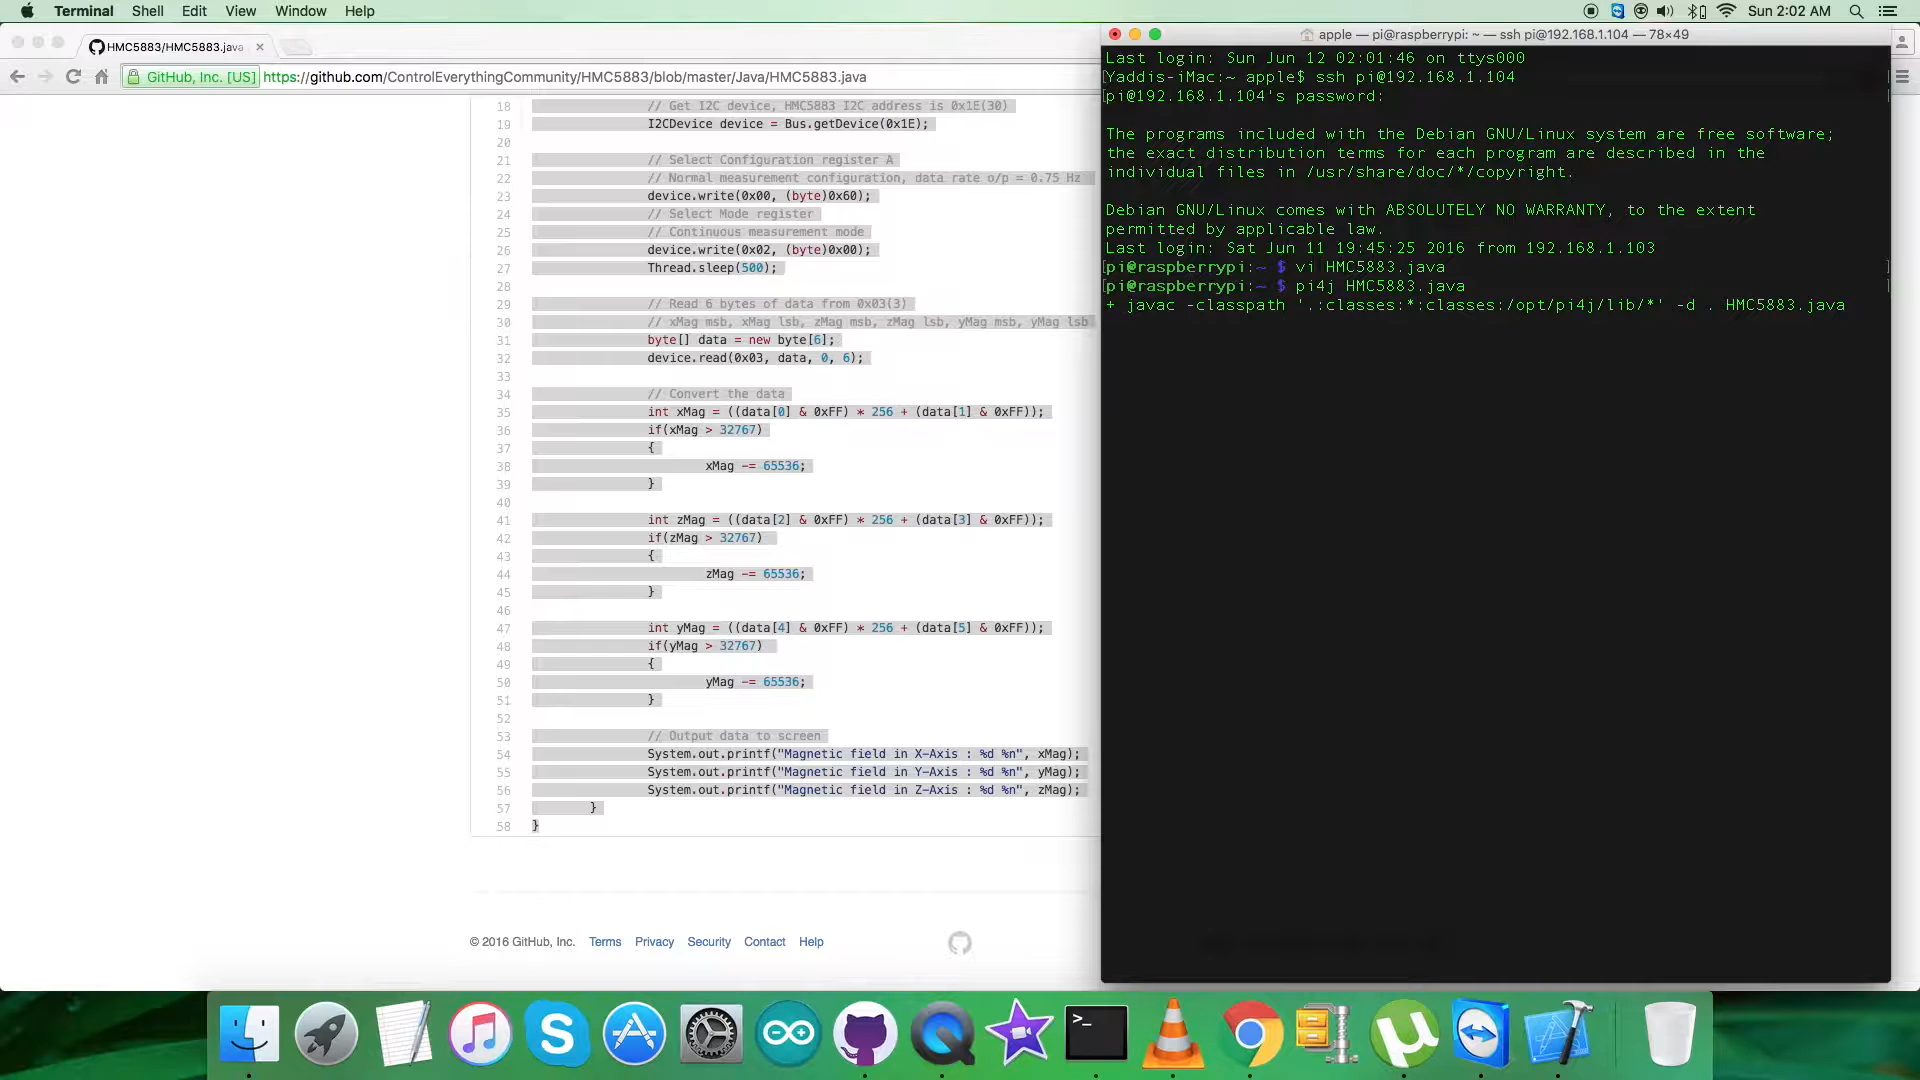 Terminal Shell Edit View Window Help
Sun 2:02 AM
HMC5883/HMC5883.java
GitHub, Inc. [US] https://github.com/ControlEverythingCommunity/HMC5883/blob/master/Java/HMC5883.java
18 // Get I2C device, HMC5883 I2C address is 0x1E(30)
19 I2CDevice device = Bus.getDevice(0x1E);
20
21 // Select Configuration register A
22 // Normal measurement configuration, data rate o/p = 0.75 Hz
23 device.write(0x00, (byte)0x60);
24 // Select Mode register
25 // Continuous measurement mode
26 device.write(0x02, (byte)0x00);
27 Thread.sleep(500);
28
29 // Read 6 bytes of data from 0x03(3)
30 // xMag msb, xMag lsb, zMag msb, zMag lsb, yMag msb, yMag lsb
31 byte[] data = new byte[6];
32 device.read(0x03, data, 0, 6);
33
34 // Convert the data
35 int xMag = ((data[0] & 0xFF) * 256 + (data[1] & 0xFF));
36 if(xMag > 32767)
37 {
38 xMag -= 65536;
39 }
40
41 int zMag = ((data[2] & 0xFF) * 256 + (data[3] & 0xFF));
42 if(zMag > 32767)
43 {
44 zMag -= 65536;
45 }
46
47 int yMag = ((data[4] & 0xFF) * 256 + (data[5] & 0xFF));
48 if(yMag > 32767)
49 {
50 yMag -= 65536;
51 }
52
53 // Output data to screen
54 System.out.printf("Magnetic field in X-Axis : %d %n", xMag);
55 System.out.printf("Magnetic field in Y-Axis : %d %n", yMag);
56 System.out.printf("Magnetic field in Z-Axis : %d %n", zMag);
57 }
58 }
© 2016 GitHub, Inc. Terms Privacy Security Contact Help
apple — pi@raspberrypi: ~ — ssh pi@192.168.1.104 — 78×49
Last login: Sun Jun 12 02:01:46 on ttys000
[Yaddis-iMac:~ apple$ ssh pi@192.168.1.104 ]
[pi@192.168.1.104's password: ]
The programs included with the Debian GNU/Linux system are free software;
the exact distribution terms for each program are described in the
individual files in /usr/share/doc/*/copyright.
Debian GNU/Linux comes with ABSOLUTELY NO WARRANTY, to the extent
permitted by applicable law.
Last login: Sat Jun 11 19:45:25 2016 from 192.168.1.103
[pi@raspberrypi:~ $ vi HMC5883.java ]
[pi@raspberrypi:~ $ pi4j HMC5883.java ]
+ javac -classpath '.:classes:*:classes:/opt/pi4j/lib/*' -d . HMC5883.java